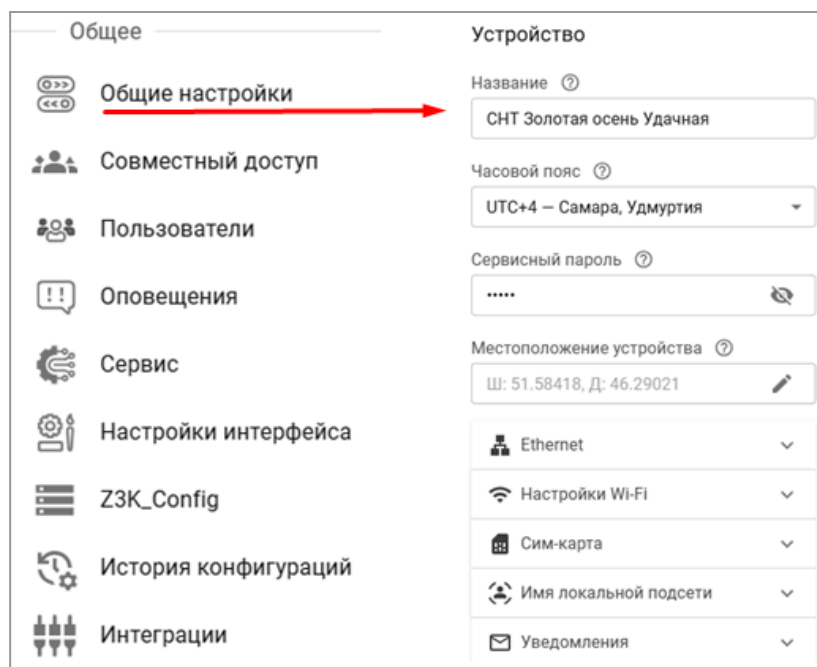 Общее
Общие настройки
Совместный доступ
Пользователи
Оповещения
Сервис
Настройки интерфейса
Z3K_Config
История конфигураций
Интеграции
Устройство
Название
СНТ Золотая осень Удачная
Часовой пояс
UTC+4 — Самара, Удмуртия
Сервисный пароль
•••••
Местоположение устройства
Ш: 51.58418, Д: 46.29021
Ethernet
Настройки Wi-Fi
Сим-карта
Имя локальной подсети
Уведомления